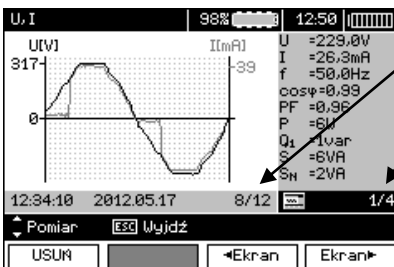 U,I 98% 12:50
U[V] I[mA]
317 39
0
U =229,0V
I =26,3mA
f =50,0Hz
cosφ=0,99
PF =0,96
P =6W
Q₁ =1var
S =6VA
Sɴ =2VA
12:34:10 2012.05.17 8/12 1/4
Pomiar ESC Wyjdź
USUŃ ◄Ekran Ekran►